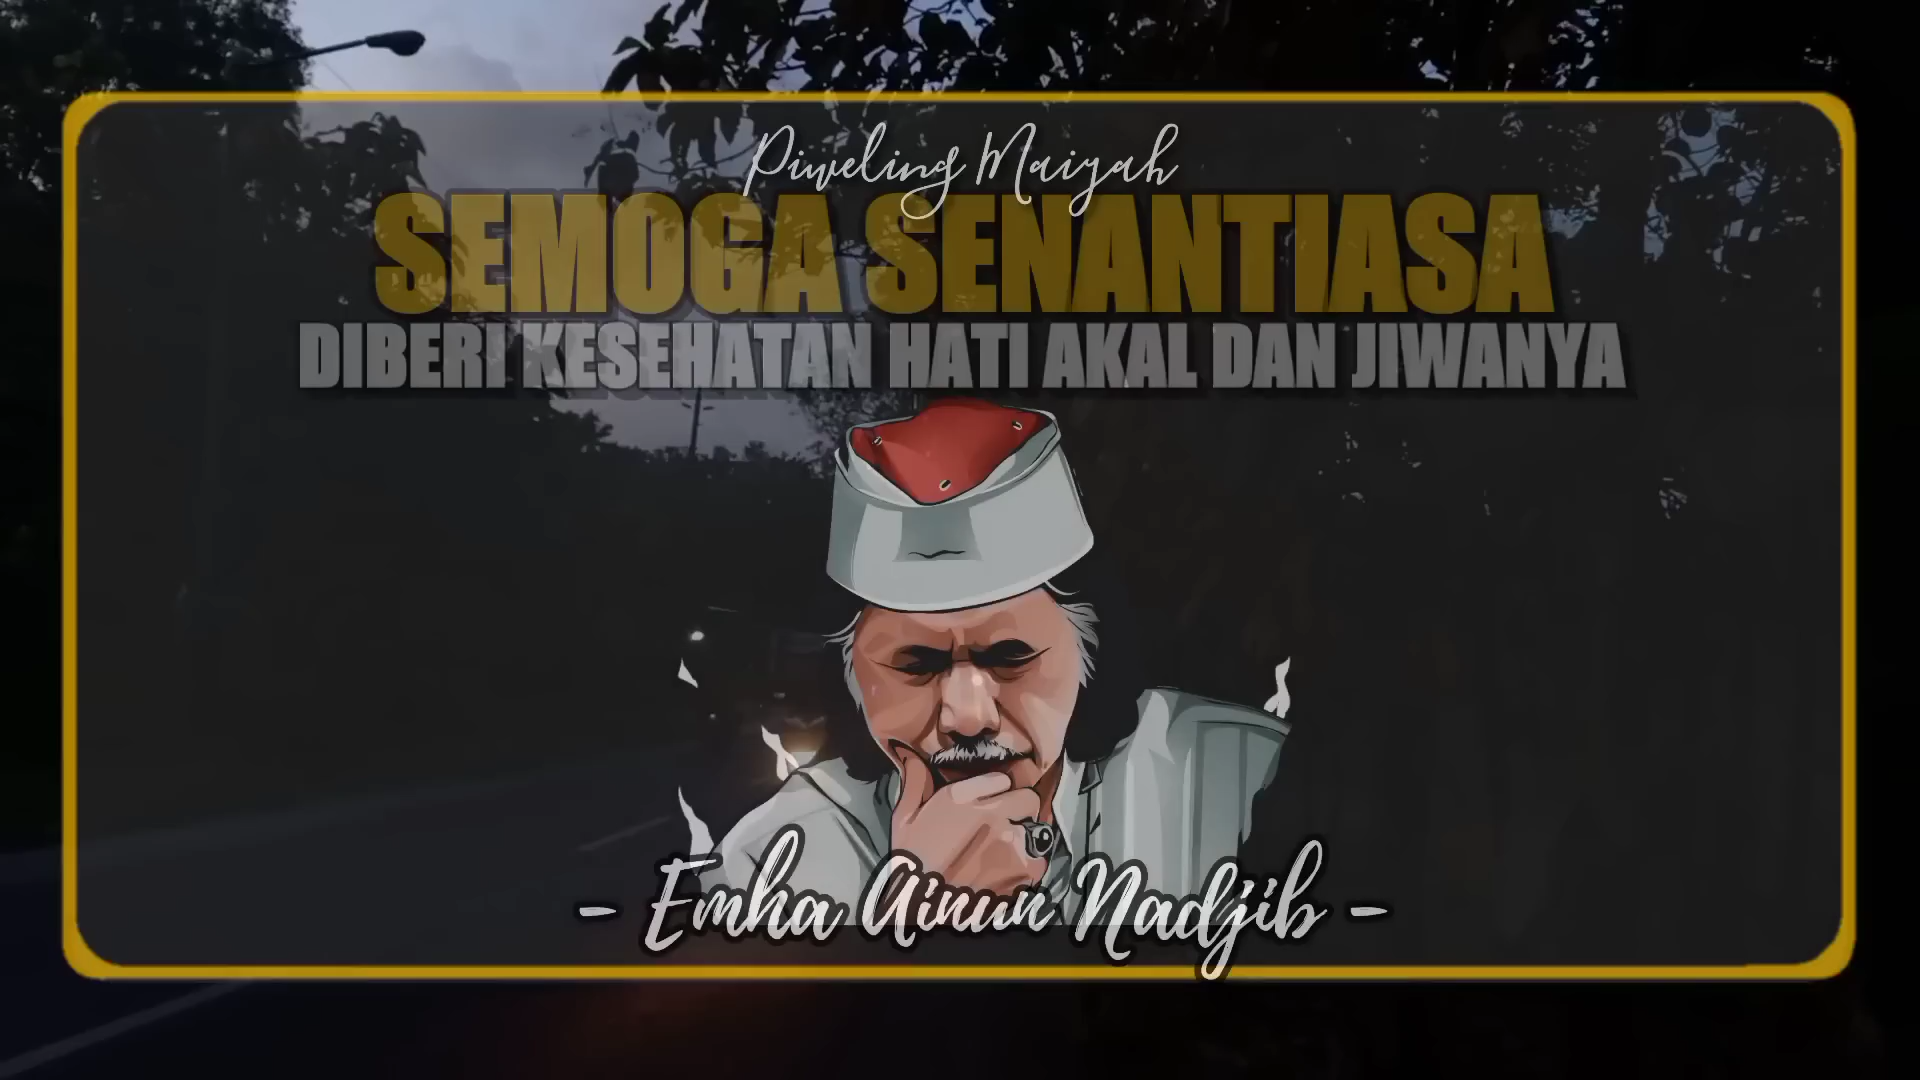 Piweling Maiyah
SEMOGA SENANTIASA
DIBERI KESEHATAN HATI AKAL DAN JIWANYA
- Emha Ainun Nadjib -